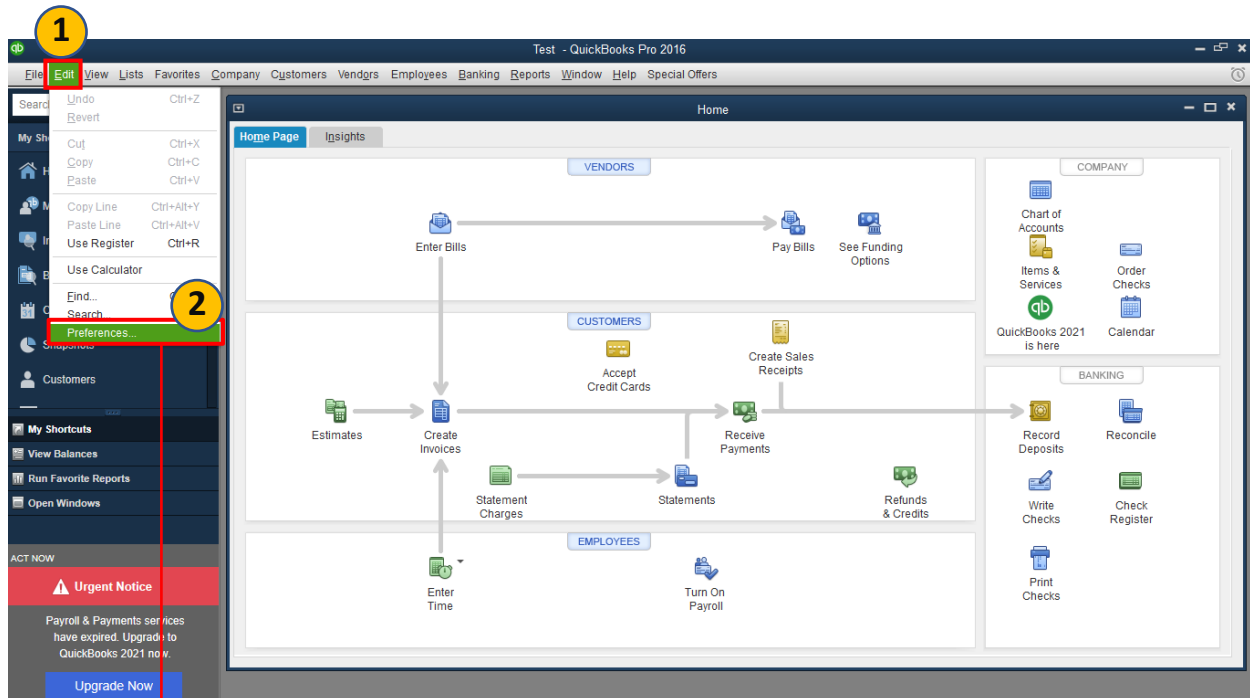 1
qb
Test - QuickBooks Pro 2016
File Edit View Lists Favorites Company Customers Vendors Employees Banking Reports Window Help Special Offers
Undo Ctrl+Z
Revert
Cut Ctrl+X
Copy Ctrl+C
Paste Ctrl+V
Copy Line Ctrl+Alt+Y
Paste Line Ctrl+Alt+V
Use Register Ctrl+R
Use Calculator
Find...
Search...
Preferences...
2
My Sh
Snapshots
Customers
My Shortcuts
View Balances
Run Favorite Reports
Open Windows
ACT NOW
Urgent Notice
Payroll & Payments services
have expired. Upgrade to
QuickBooks 2021 now.
Upgrade Now
Home
Home Page Insights
VENDORS
Enter Bills
Pay Bills
See Funding
Options
CUSTOMERS
Accept
Credit Cards
Create Sales
Receipts
Estimates
Create
Invoices
Receive
Payments
Statement
Charges
Statements
Refunds
& Credits
EMPLOYEES
Enter
Time
Turn On
Payroll
COMPANY
Chart of
Accounts
Items &
Services
Order
Checks
qb
QuickBooks 2021
is here
Calendar
31
BANKING
Record
Deposits
Reconcile
Write
Checks
Check
Register
Print
Checks